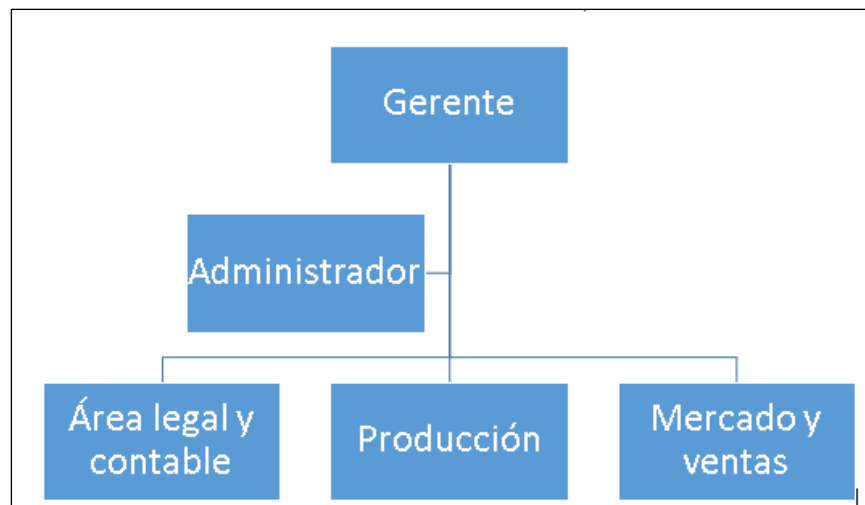 Gerente
Administrador
Área legal y
contable
Producción
Mercado y
ventas